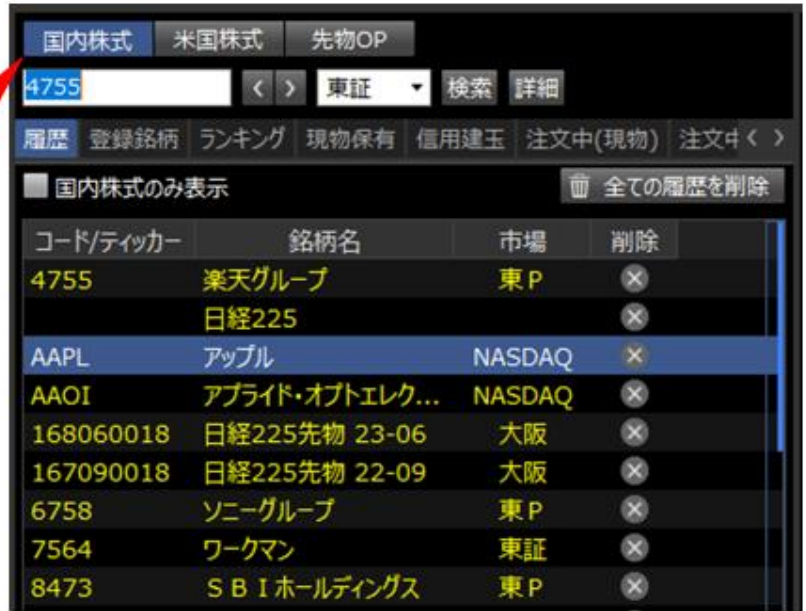 国内株式 米国株式 先物OP
4755 < > 東証 検索 詳細
履歴 登録銘柄 ランキング 現物保有 信用建玉 注文中(現物) 注文中 < >
国内株式のみ表示 全ての履歴を削除
コード/ティッカー 銘柄名 市場 削除
4755 楽天グループ 東P
日経225
AAPL アップル NASDAQ
AAOI アプライド・オプトエレク... NASDAQ
168060018 日経225先物 23-06 大阪
167090018 日経225先物 22-09 大阪
6758 ソニーグループ 東P
7564 ワークマン 東証
8473 SBIホールディングス 東P